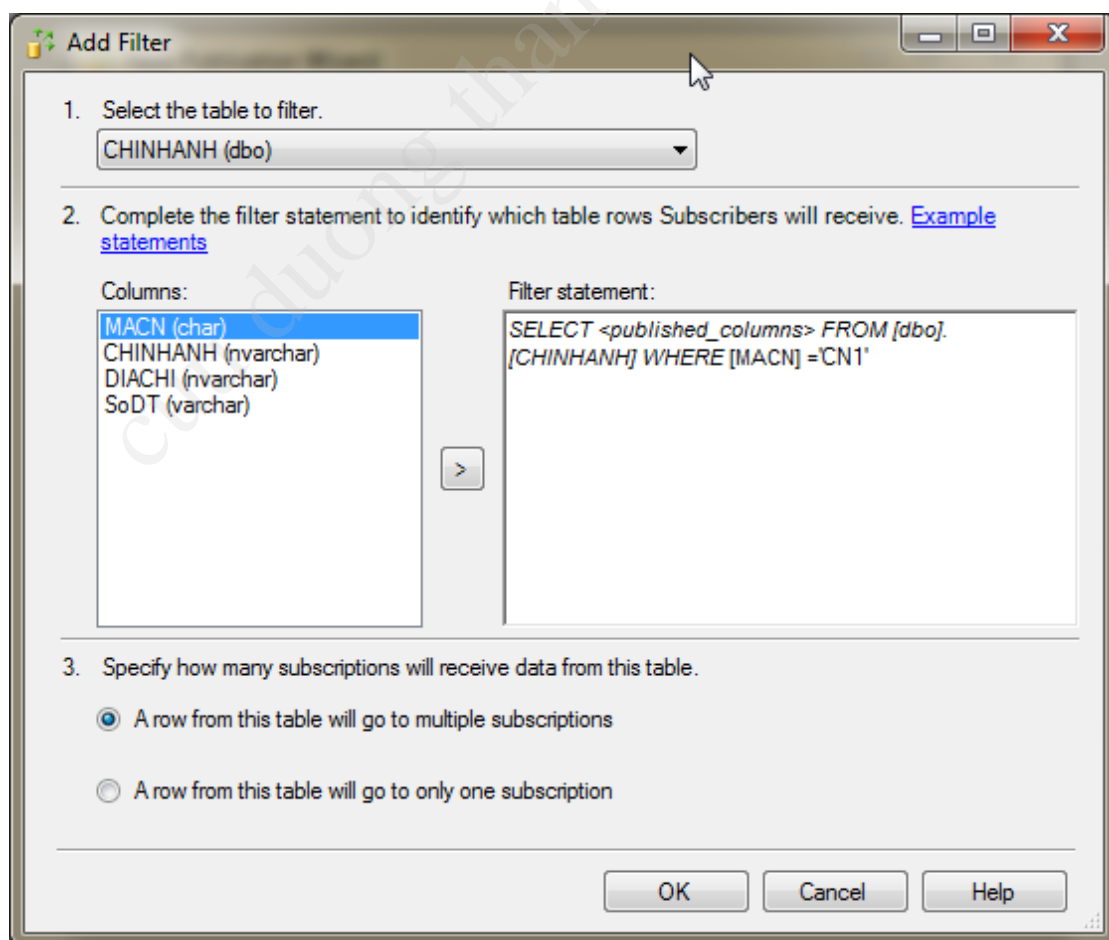 Add Filter
1. Select the table to filter.
CHINHANH (dbo)
2. Complete the filter statement to identify which table rows Subscribers will receive. Example
statements
Columns:
MACN (char)
CHINHANH (nvarchar)
DIACHI (nvarchar)
SoDT (varchar)
>
Filter statement:
SELECT <published_columns> FROM [dbo].
[CHINHANH] WHERE [MACN] ='CN1'
3. Specify how many subscriptions will receive data from this table.
A row from this table will go to multiple subscriptions
A row from this table will go to only one subscription
OK Cancel Help
cuu duong than